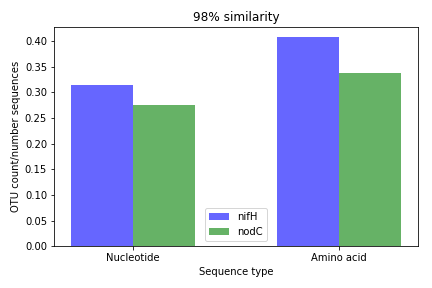 98% similarity
OTU count/number sequences
0.40
0.35
0.30
0.25
0.20
0.15
0.10
0.05
0.00
nifH
nodC
Nucleotide
Amino acid
Sequence type